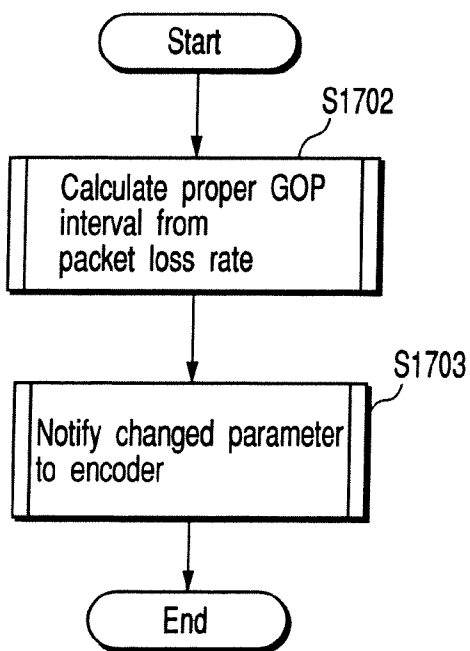 Start
S1702
Calculate proper GOP
interval from
packet loss rate
S1703
Notify changed parameter
to encoder
End